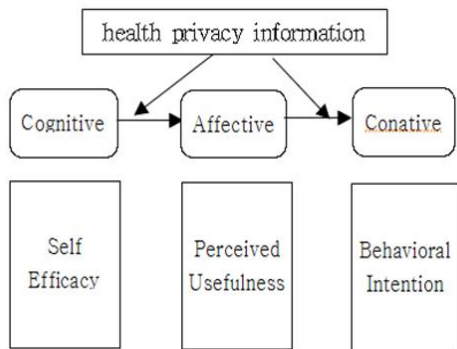 health privacy information
Cognitive
Affective
Conative
Self
Efficacy
Perceived
Usefulness
Behavioral
Intention